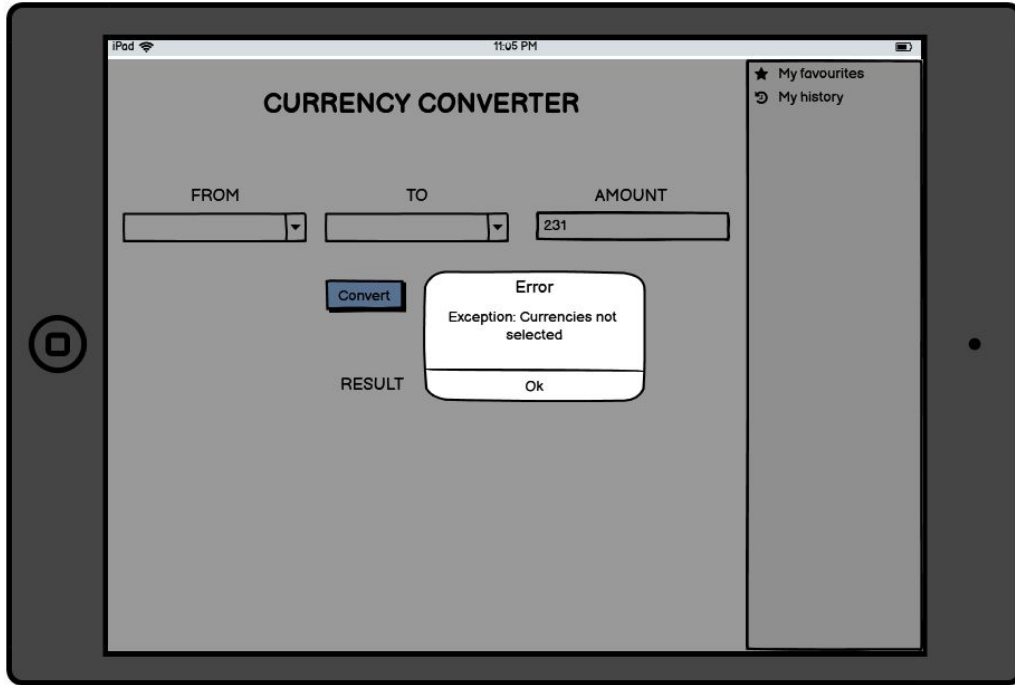 iPad 11:05 PM
CURRENCY CONVERTER
My favourites
My history
FROM TO AMOUNT
231
Convert
Error
Exception: Currencies not
selected
RESULT
Ok